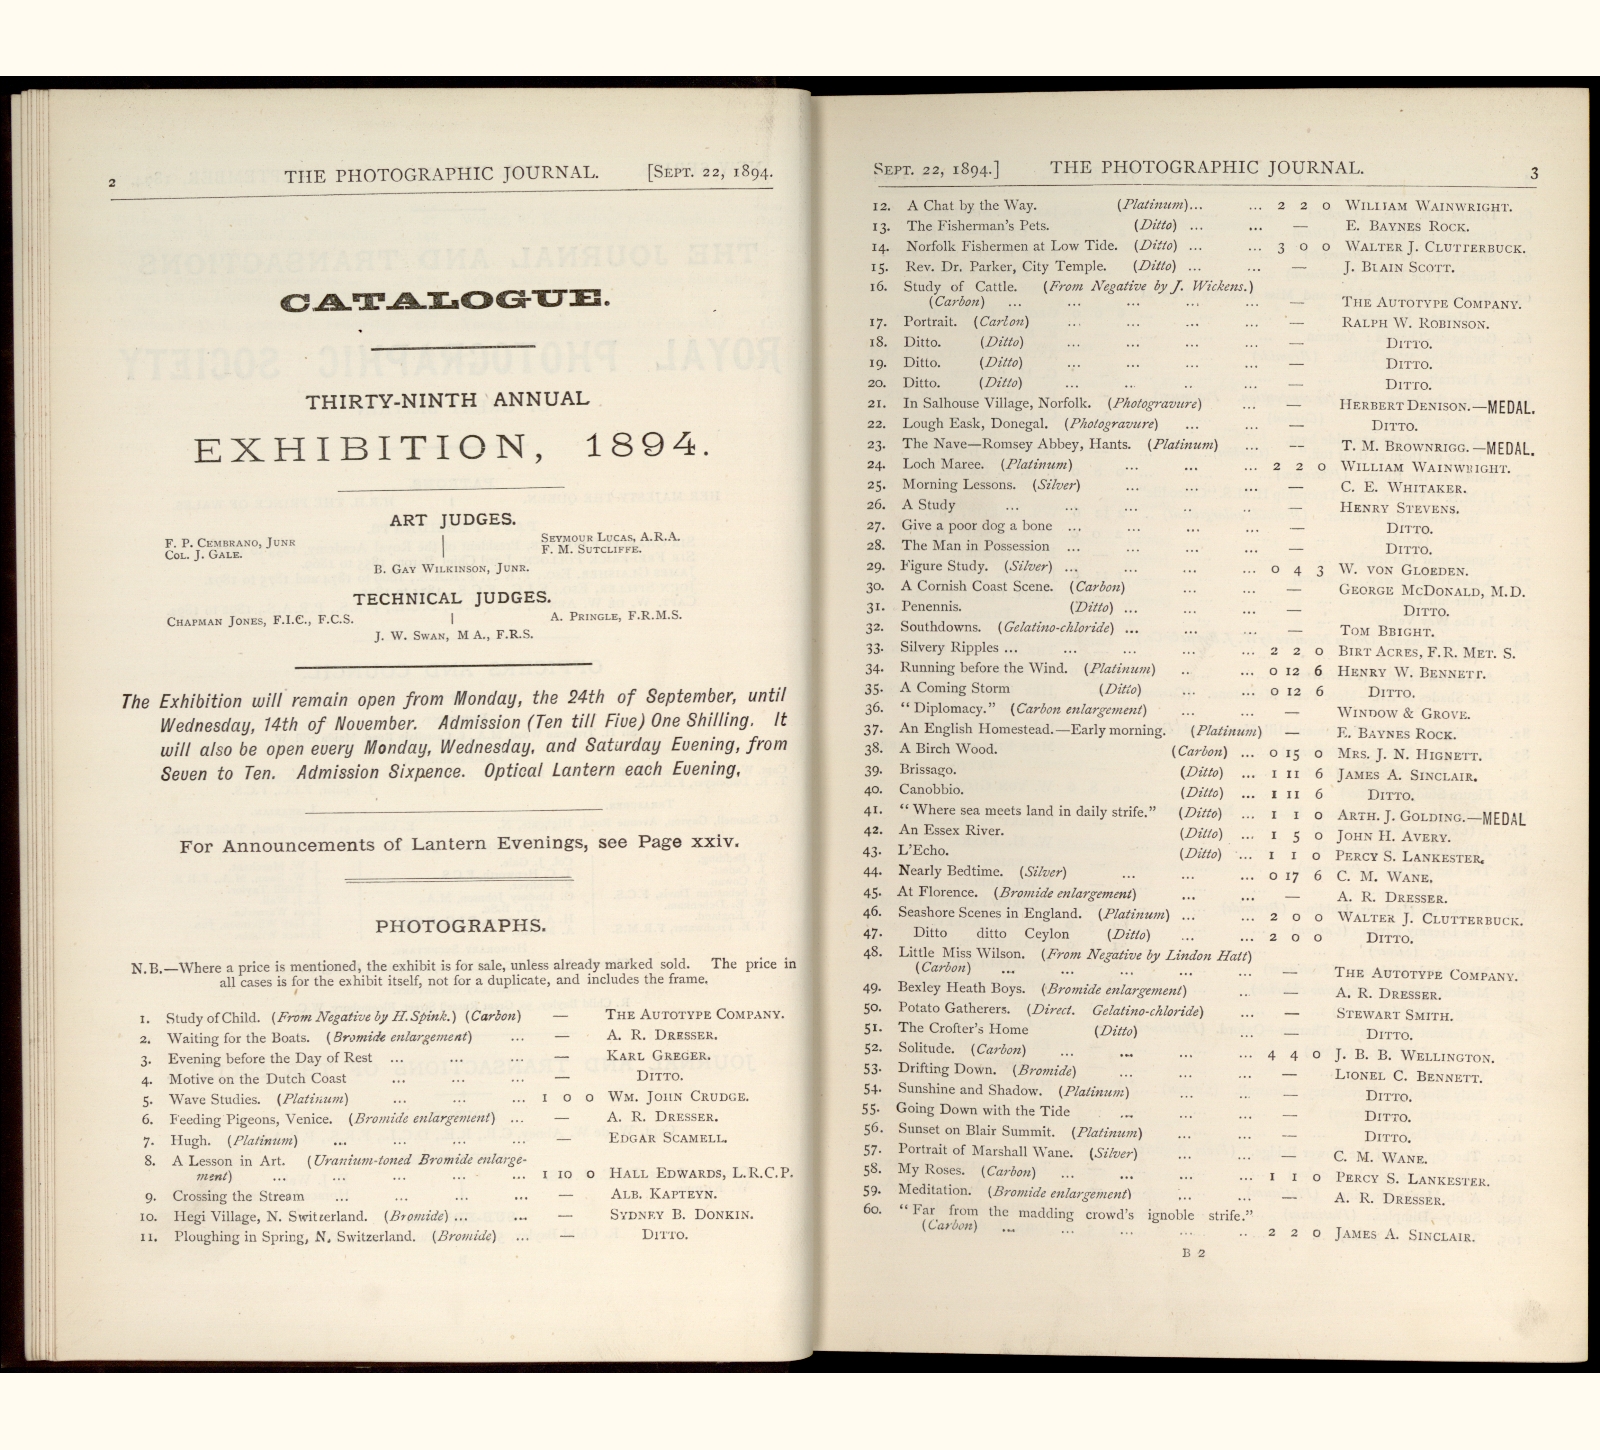 2 THE PHOTOGRAPHIC JOURNAL. [SEPT. 22, 1894.
CATALOGUE.
THIRTY-NINTH ANNUAL
EXHIBITION, 1894.
ART JUDGES.
F. P. CEMBRANO, JUNR
COL. J. GALE.
SEYMOUR LUCAS, A.R.A.
F. M. SUTCLIFFE.
B. GAY WILKINSON, JUNR.
TECHNICAL JUDGES.
CHAPMAN JONES, F.I.C., F.C.S. A. PRINGLE, F.R.M.S.
J. W. SWAN, M A., F.R.S.
The Exhibition will remain open from Monday, the 24th of September, until
Wednesday, 14th of November. Admission (Ten till Five) One Shilling. It
will also be open every Monday, Wednesday, and Saturday Evening, from
Seven to Ten. Admission Sixpence. Optical Lantern each Evening.
For Announcements of Lantern Evenings, see Page xxiv.
PHOTOGRAPHS.
N.B.—Where a price is mentioned, the exhibit is for sale, unless already marked sold. The price in
all cases is for the exhibit itself, not for a duplicate, and includes the frame.
1. Study of Child. (From Negative by H. Spink.) (Carbon) — THE AUTOTYPE COMPANY.
2. Waiting for the Boats. (Bromide enlargement) ... — A. R. DRESSER.
3. Evening before the Day of Rest ... ... ... — KARL GREGER.
4. Motive on the Dutch Coast ... ... ... — DITTO.
5. Wave Studies. (Platinum) ... ... ... 1 0 0 WM. JOHN CRUDGE.
6. Feeding Pigeons, Venice. (Bromide enlargement) ... — A. R. DRESSER.
7. Hugh. (Platinum) ... ... ... ... — EDGAR SCAMELL.
8. A Lesson in Art. (Uranium-toned Bromide enlarge-
ment) ... ... ... ... ... 1 10 0 HALL EDWARDS, L.R.C.P.
9. Crossing the Stream ... ... ... ... — ALB. KAPTEYN.
10. Hegi Village, N. Switzerland. (Bromide) ... ... — SYDNEY B. DONKIN.
11. Ploughing in Spring, N. Switzerland. (Bromide) ... — DITTO.
SEPT. 22, 1894.] THE PHOTOGRAPHIC JOURNAL. 3
12. A Chat by the Way. (Platinum)... ... 2 2 0 WILLIAM WAINWRIGHT.
13. The Fisherman's Pets. (Ditto) ... ... — E. BAYNES ROCK.
14. Norfolk Fishermen at Low Tide. (Ditto) ... ... 3 0 0 WALTER J. CLUTTERBUCK.
15. Rev. Dr. Parker, City Temple. (Ditto) ... ... — J. BLAIN SCOTT.
16. Study of Cattle. (From Negative by J. Wickens.)
(Carbon) ... ... ... ... ... — THE AUTOTYPE COMPANY.
17. Portrait. (Carlon) ... ... ... ... — RALPH W. ROBINSON.
18. Ditto. (Ditto) ... ... ... ... — DITTO.
19. Ditto. (Ditto) ... ... ... ... — DITTO.
20. Ditto. (Ditto) ... ... .. ... — DITTO.
21. In Salhouse Village, Norfolk. (Photogravure) ... — HERBERT DENISON.—MEDAL.
22. Lough Eask, Donegal. (Photogravure) ... ... — DITTO.
23. The Nave—Romsey Abbey, Hants. (Platinum) ... — T. M. BROWNRIGG.—MEDAL.
24. Loch Maree. (Platinum) ... ... ... 2 2 0 WILLIAM WAINWRIGHT.
25. Morning Lessons. (Silver) ... ... ... — C. E. WHITAKER.
26. A Study ... ... ... .. .. — HENRY STEVENS.
27. Give a poor dog a bone ... ... ... ... — DITTO.
28. The Man in Possession ... ... ... ... — DITTO.
29. Figure Study. (Silver) ... ... ... ... 0 4 3 W. VON GLOEDEN.
30. A Cornish Coast Scene. (Carbon) ... ... — GEORGE MCDONALD, M.D.
31. Penennis. (Ditto) ... ... ... — DITTO.
32. Southdowns. (Gelatino-chloride) ... ... ... — TOM BBIGHT.
33. Silvery Ripples ... ... ... ... ... 2 2 0 BIRT ACRES, F.R. MET. S.
34. Running before the Wind. (Platinum) .. ... 0 12 6 HENRY W. BENNETT.
35. A Coming Storm (Ditto) ... ... 0 12 6 DITTO.
36. "Diplomacy." (Carbon enlargement) ... ... — WINDOW & GROVE.
37. An English Homestead.—Early morning. (Platinum) — E. BAYNES ROCK.
38. A Birch Wood. (Carbon) ... 0 15 0 MRS. J. N. HIGNETT.
39. Brissago. (Ditto) ... 1 11 6 JAMES A. SINCLAIR.
40. Canobbio. (Ditto) ... 1 11 6 DITTO.
41. "Where sea meets land in daily strife." (Ditto) ... 1 1 0 ARTH. J. GOLDING.—MEDAL
42. An Essex River. (Ditto) ... 1 5 0 JOHN H. AVERY.
43. L'Echo. (Ditto) ... 1 1 0 PERCY S. LANKESTER.
44. Nearly Bedtime. (Silver) ... ... ... 0 17 6 C. M. WANE.
45. At Florence. (Bromide enlargement) ... ... — A. R. DRESSER.
46. Seashore Scenes in England. (Platinum) ... ... 2 0 0 WALTER J. CLUTTERBUCK.
47. Ditto ditto Ceylon (Ditto) ... ... 2 0 0 DITTO.
48. Little Miss Wilson. (From Negative by Lindon Hatt)
(Carbon) ... ... ... ... ... — THE AUTOTYPE COMPANY.
49. Bexley Heath Boys. (Bromide enlargement) .. — A. R. DRESSER.
50. Potato Gatherers. (Direct. Gelatino-chloride) ... — STEWART SMITH.
51. The Crofter's Home (Ditto) ... — DITTO.
52. Solitude. (Carbon) ... ... ... ... 4 4 0 J. B. B. WELLINGTON.
53. Drifting Down. (Bromide) ... ... ... — LIONEL C. BENNETT.
54. Sunshine and Shadow. (Platinum) ... ... — DITTO.
55. Going Down with the Tide ... ... ... — DITTO.
56. Sunset on Blair Summit. (Platinum) ... ... — DITTO.
57. Portrait of Marshall Wane. (Silver) ... ... — C. M. WANE.
58. My Roses. (Carbon) ... ... ... ... 1 1 0 PERCY S. LANKESTER.
59. Meditation. (Bromide enlargement) ... ... — A. R. DRESSER.
60. "Far from the madding crowd's ignoble strife."
(Carbon) ... ... ... ... .. 2 2 0 JAMES A. SINCLAIR.
B 2